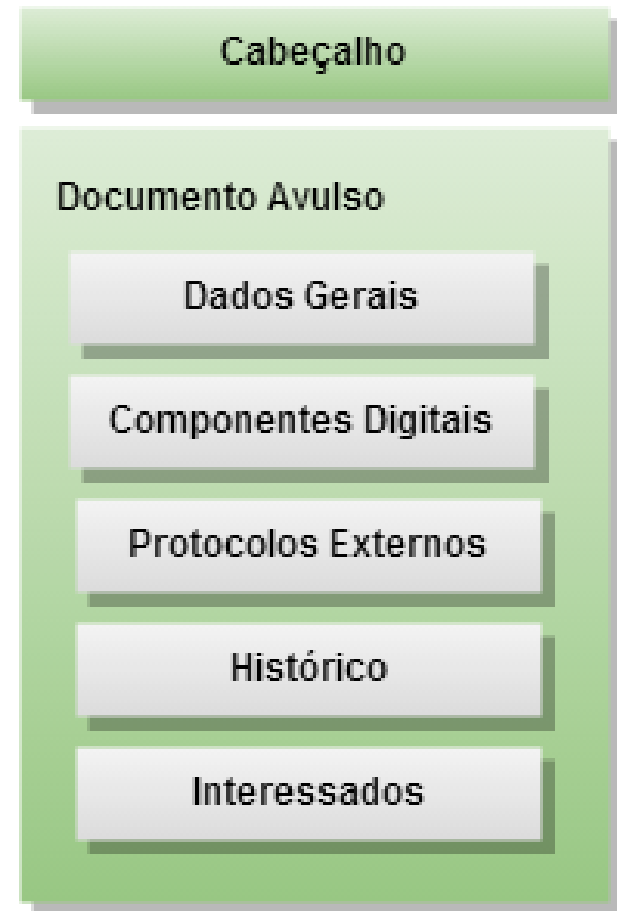 Cabeçalho
Documento Avulso
Dados Gerais
Componentes Digitais
Protocolos Externos
Histórico
Interessados